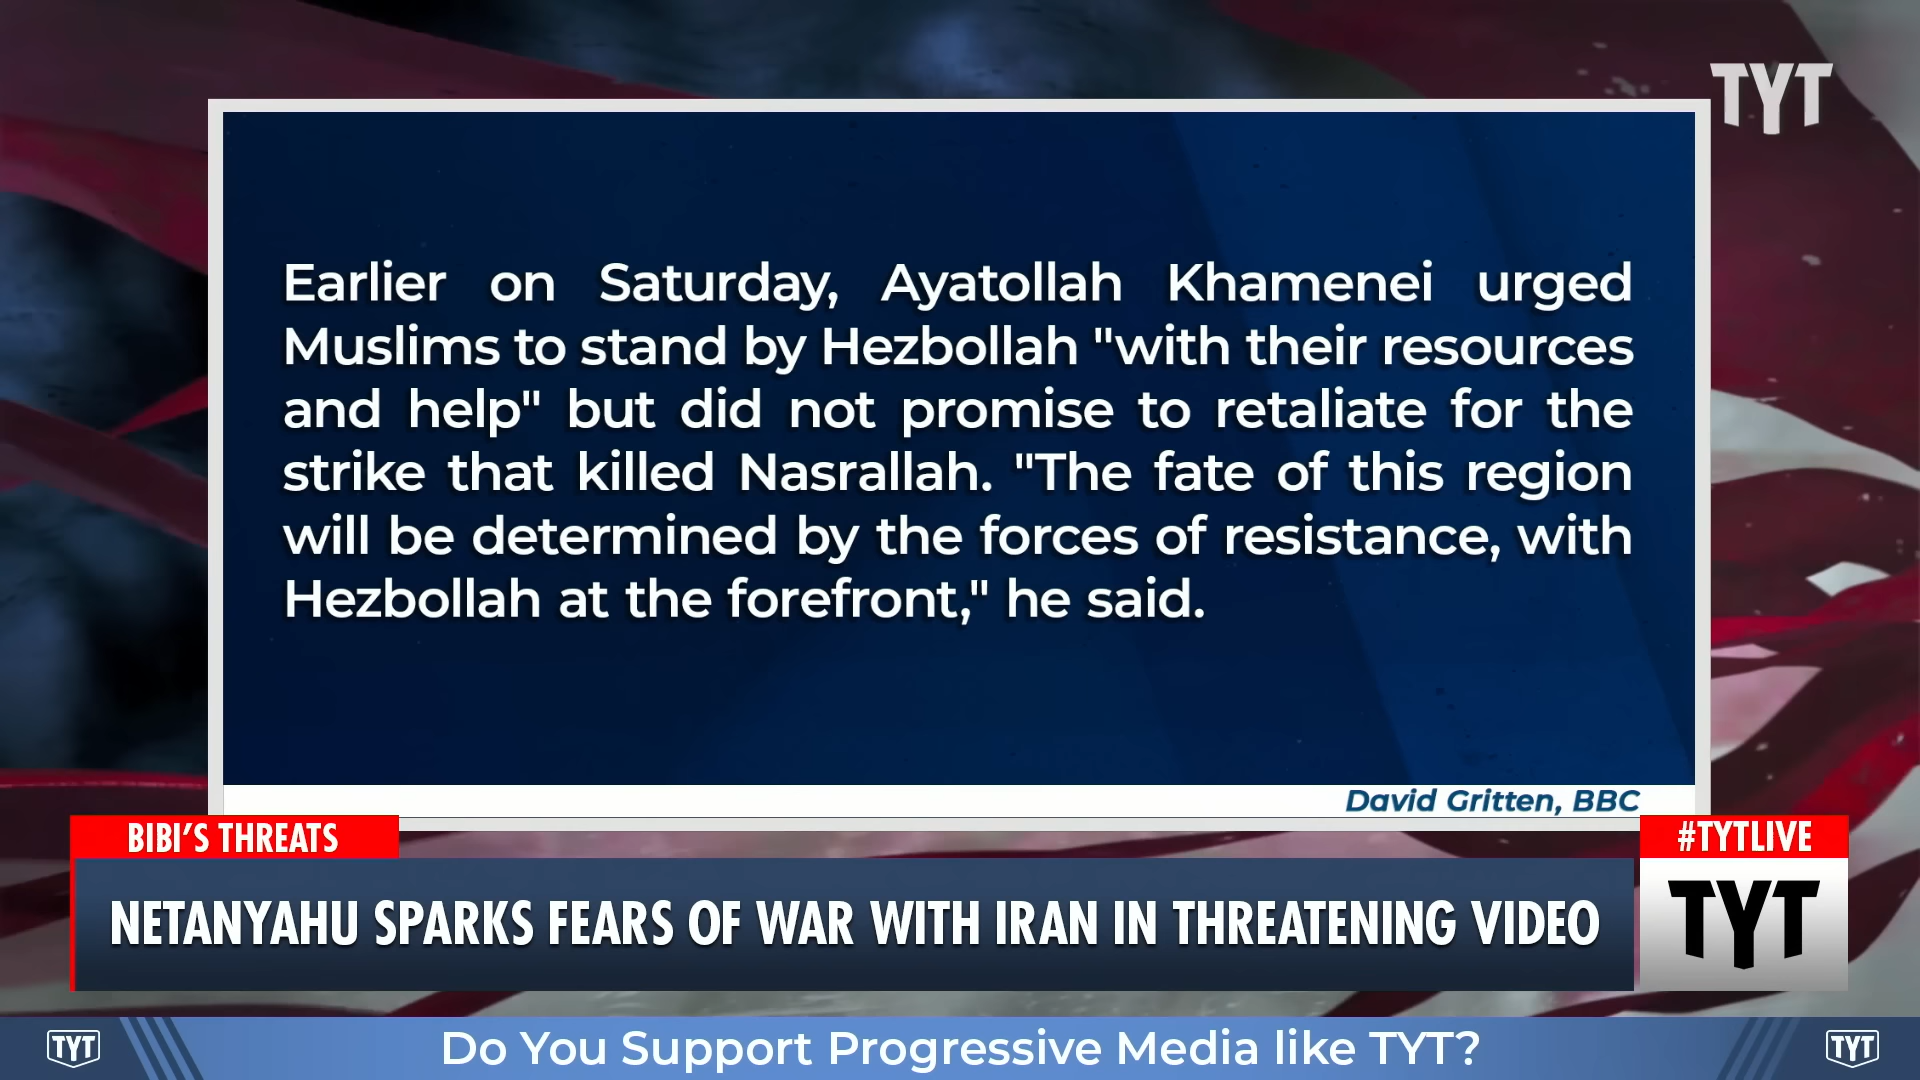 TYT
Earlier on Saturday, Ayatollah Khamenei urged
Muslims to stand by Hezbollah "with their resources
and help" but did not promise to retaliate for the
strike that killed Nasrallah. "The fate of this region
will be determined by the forces of resistance, with
Hezbollah at the forefront," he said.
David Gritten, BBC
BIBI'S THREATS
#TYTLIVE
NETANYAHU SPARKS FEARS OF WAR WITH IRAN IN THREATENING VIDEO
TYT
TYT
Do You Support Progressive Media like TYT?
TYT